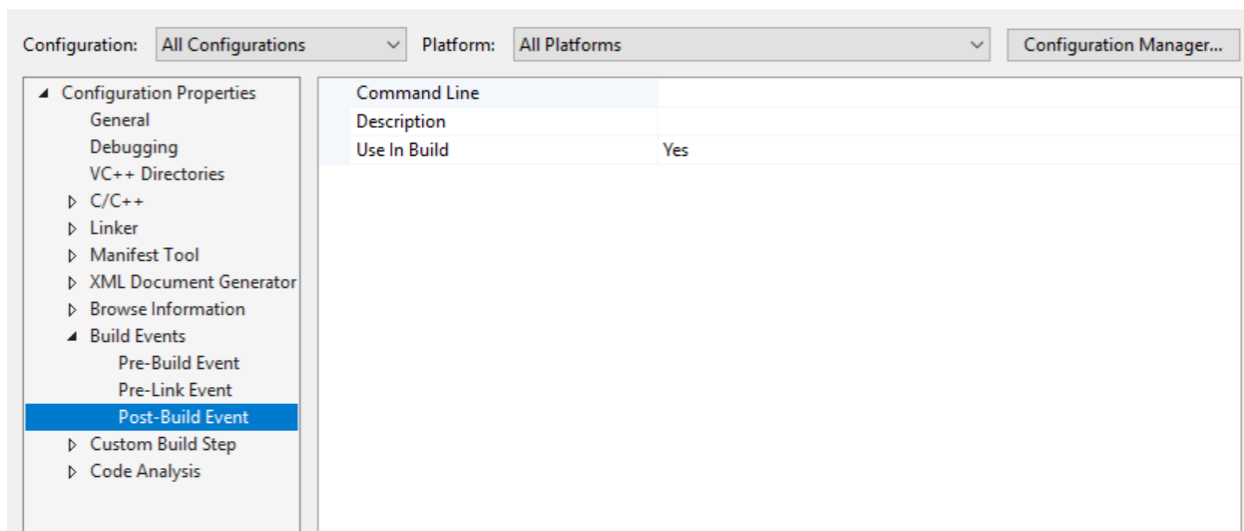 Configuration: All Configurations Platform: All Platforms Configuration Manager...
Configuration Properties
General
Debugging
VC++ Directories
C/C++
Linker
Manifest Tool
XML Document Generator
Browse Information
Build Events
Pre-Build Event
Pre-Link Event
Post-Build Event
Custom Build Step
Code Analysis
Command Line
Description
Use In Build Yes